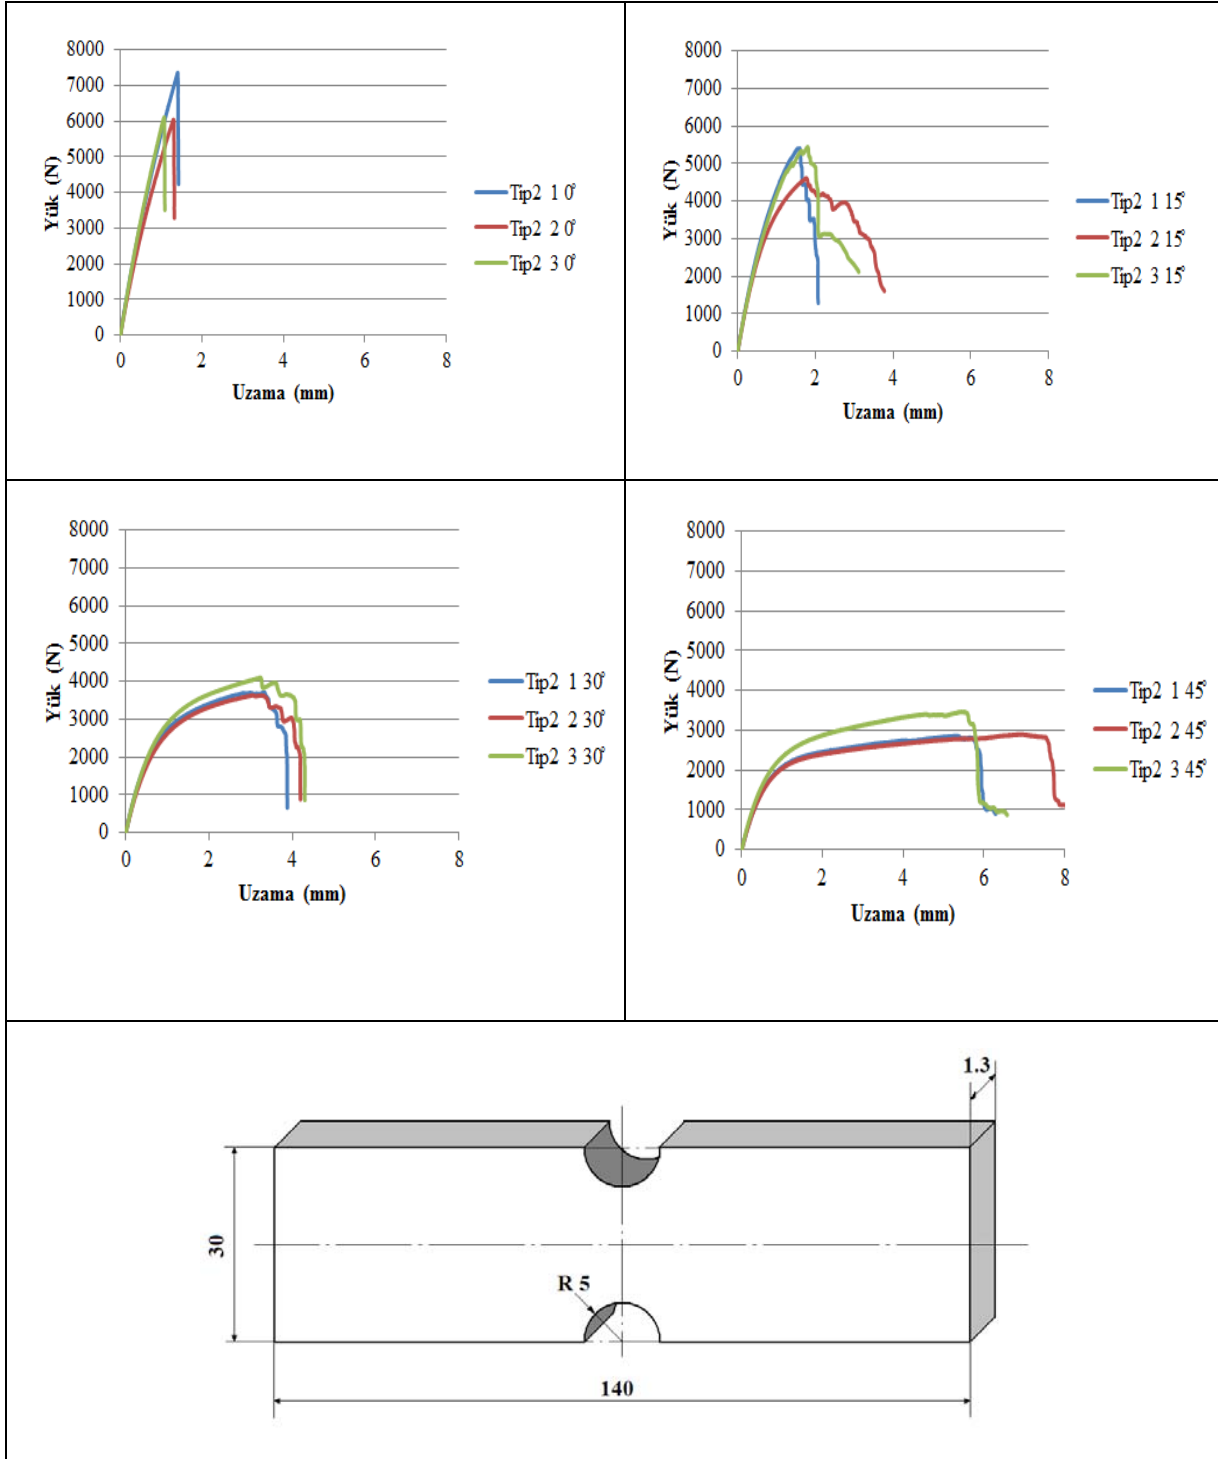 8000
7000
6000
5000
4000
3000
2000
1000
0
Yük (N)
0 2 4 6 8
Uzama (mm)
Tip2 1 0°
Tip2 2 0°
Tip2 3 0°
8000
7000
6000
5000
4000
3000
2000
1000
0
Yük (N)
0 2 4 6 8
Uzama (mm)
Tip2 1 15°
Tip2 2 15°
Tip2 3 15°
8000
7000
6000
5000
4000
3000
2000
1000
0
Yük (N)
0 2 4 6 8
Uzama (mm)
Tip2 1 30°
Tip2 2 30°
Tip2 3 30°
8000
7000
6000
5000
4000
3000
2000
1000
0
Yük (N)
0 2 4 6 8
Uzama (mm)
Tip2 1 45°
Tip2 2 45°
Tip2 3 45°
1.3
30
R 5
140